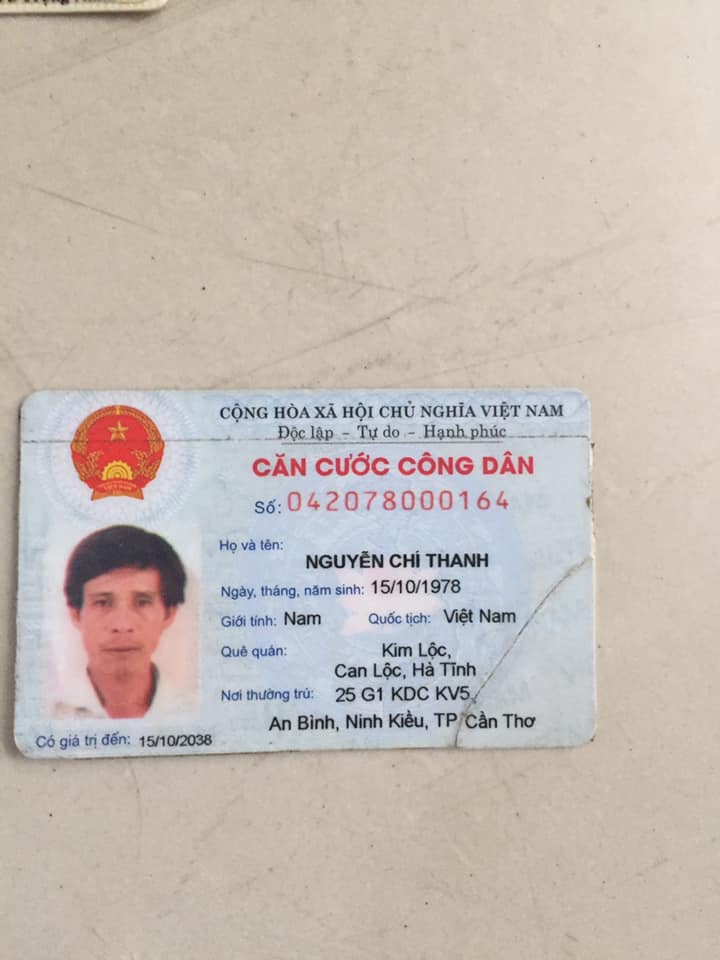 CỘNG HÒA XÃ HỘI CHỦ NGHĨA VIỆT NAM
Độc lập - Tự do - Hạnh phúc
CĂN CƯỚC CÔNG DÂN
Số: 042078000164
Họ và tên:
NGUYỄN CHÍ THANH
Ngày, tháng, năm sinh: 15/10/1978
Giới tính: Nam Quốc tịch: Việt Nam
Quê quán: Kim Lộc,
Can Lộc, Hà Tĩnh
Nơi thường trú: 25 G1 KDC KV5,
An Bình, Ninh Kiều, TP Cần Thơ
Có giá trị đến: 15/10/2038